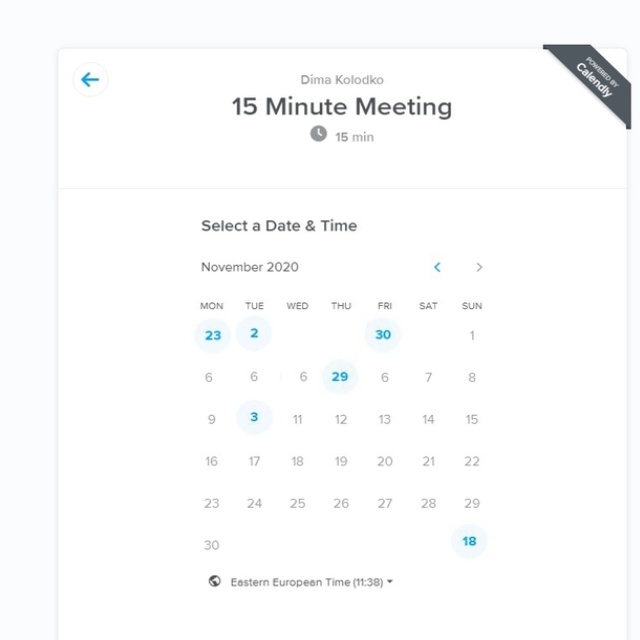 Dima Kolodko
POWERED BY
Calendly
15 Minute Meeting
15 min
Select a Date & Time
November 2020
MON TUE WED THU FRI SAT SUN
23 2 30 1
6 6 6 29 6 7 8
9 3 11 12 13 14 15
16 17 18 19 20 21 22
23 24 25 26 27 28 29
30 18
Eastern European Time (11:38)